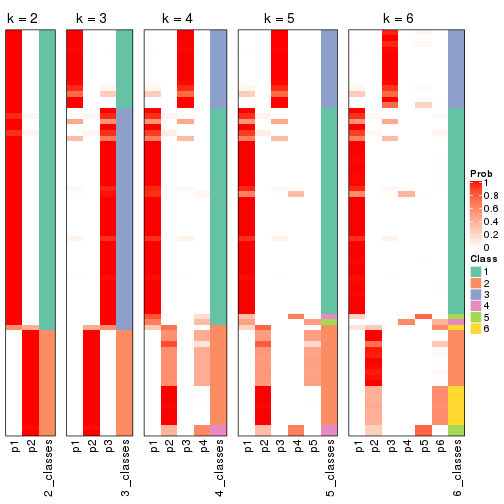 k = 2
k = 3
k = 4
k = 5
k = 6
Prob
1
0.8
0.6
0.4
0.2
0
Class
1
2
3
4
5
6
p1
p2
2_classes
p1
p2
p3
3_classes
p1
p2
p3
p4
4_classes
p1
p2
p3
p4
p5
5_classes
p1
p2
p3
p4
p5
p6
6_classes